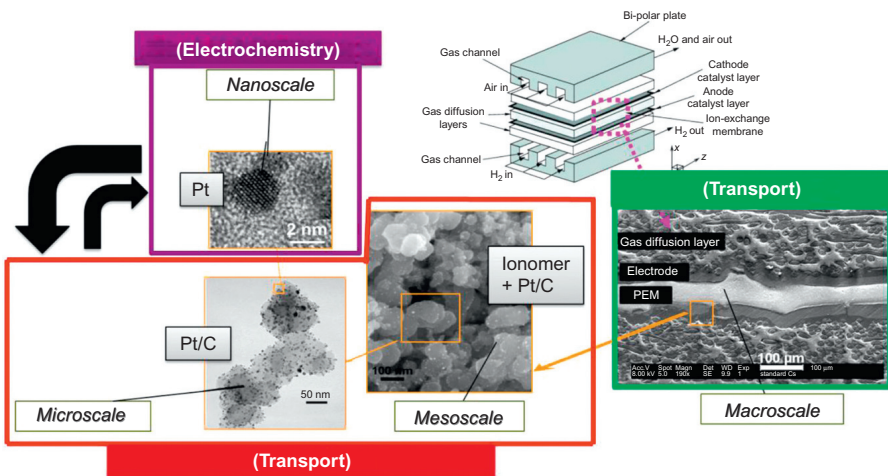 (Electrochemistry)
Nanoscale
Pt
2 nm
Bi-polar plate
Gas channel
H2O and air out
Cathode
catalyst layer
Air in
Anode
catalyst layer
Gas diffusion
layers
Ion-exchange
membrane
H2 out
Gas channel
H2 in
x
z
(Transport)
Gas diffusion layer
Electrode
PEM
100 μm
Acc.V Spot Magn Det WD Exp
8.00 kV 5.0 190x SE 9.9 1
100 μm
standard Cs
Macroscale
Ionomer
+ Pt/C
100 nm
Mesoscale
Pt/C
50 nm
Microscale
(Transport)